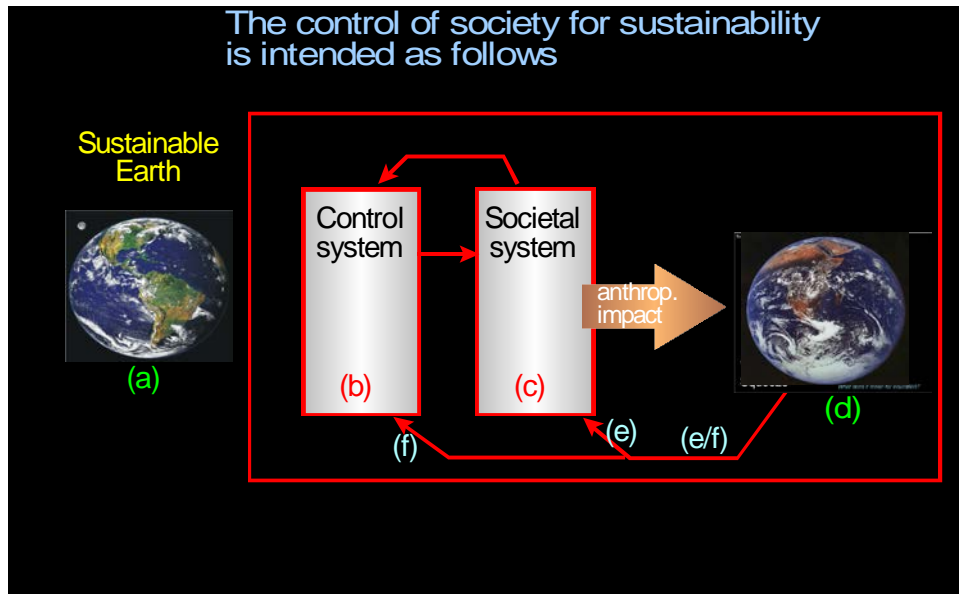 The control of society for sustainability
is intended as follows
Sustainable
Earth
Control
system
Societal
system
anthrop.
impact
(a)
(b)
(c)
(d)
(f)
(e)
(e/f)